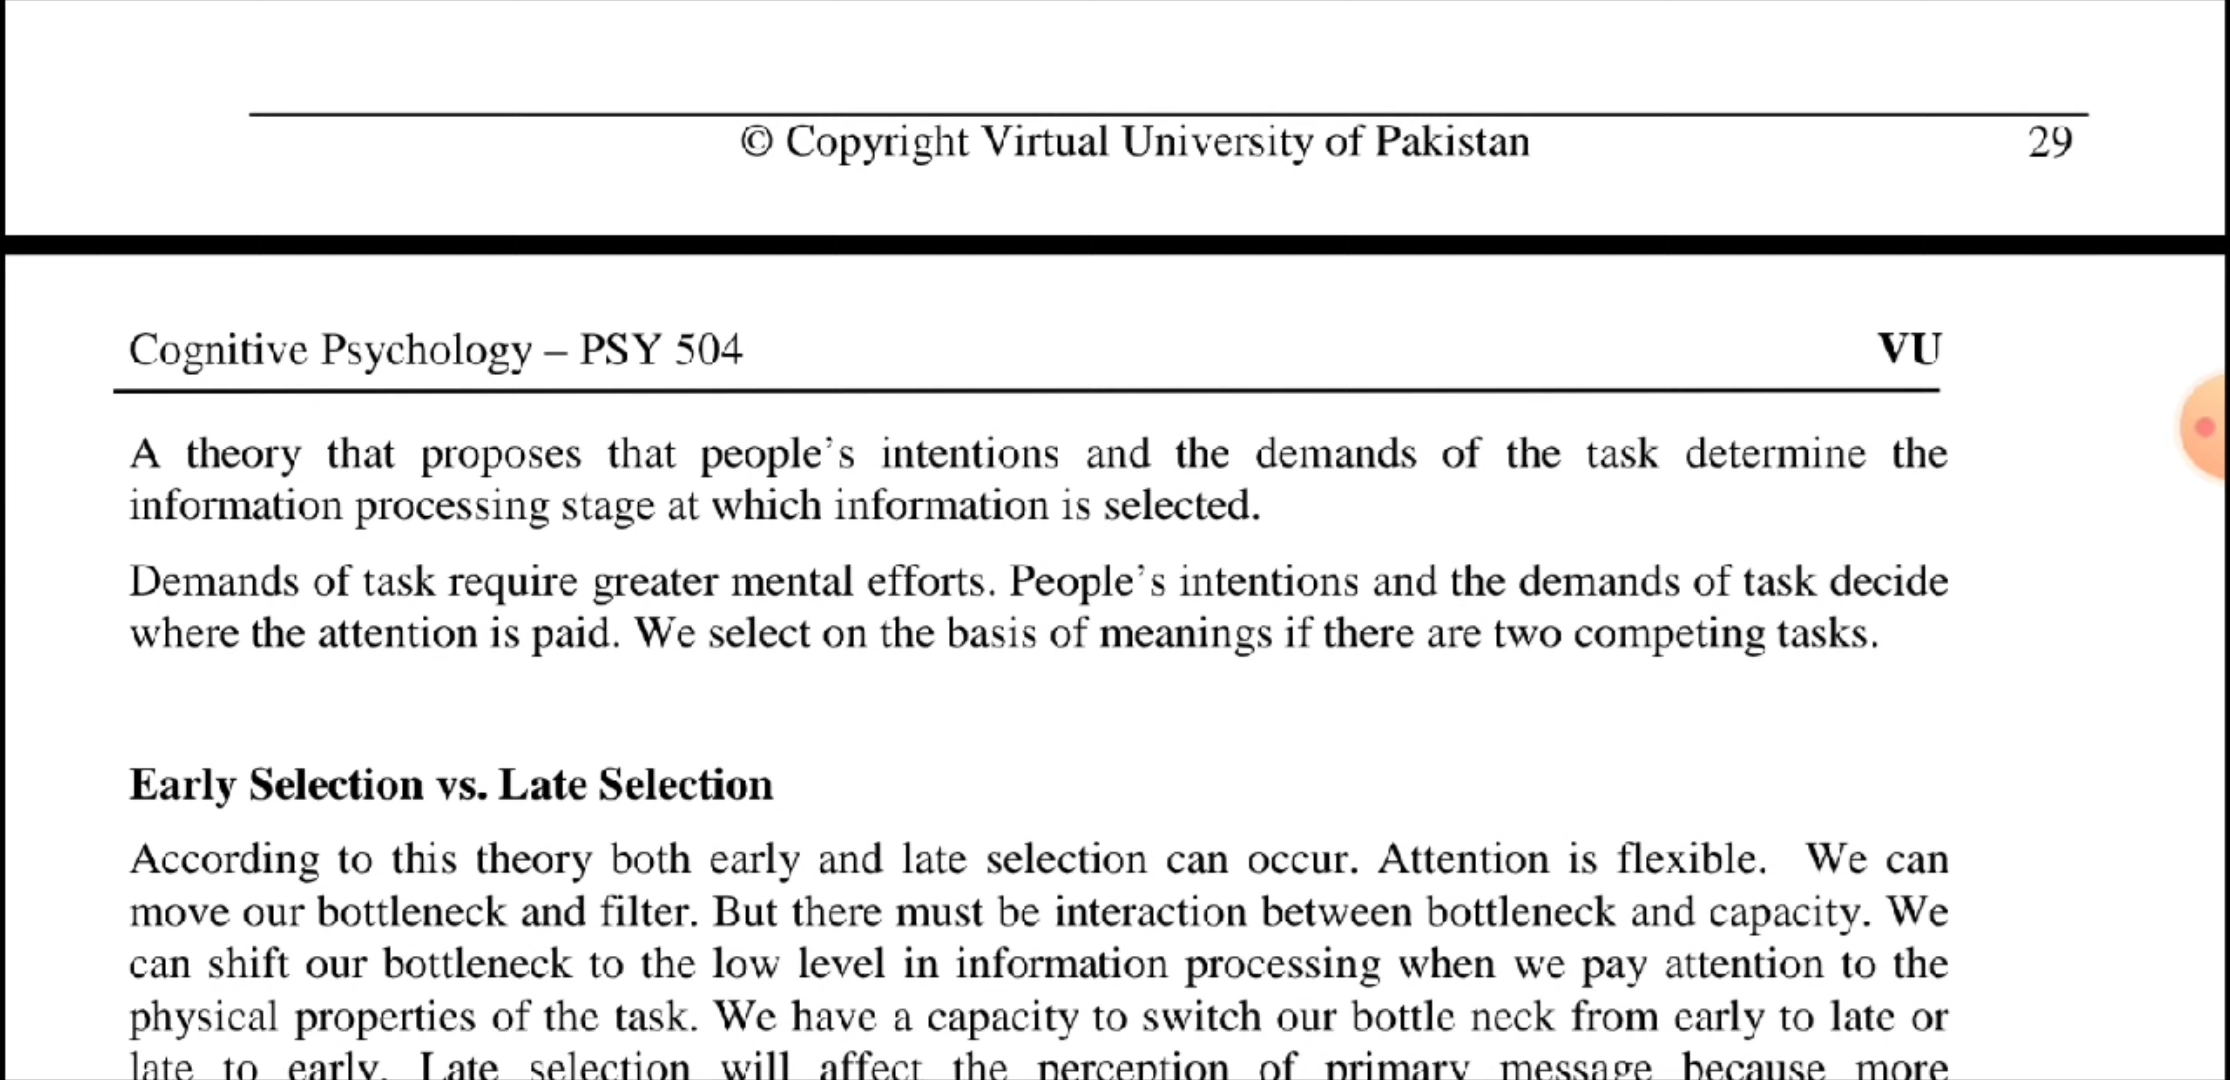 © Copyright Virtual University of Pakistan 29
Cognitive Psychology – PSY 504 VU
A theory that proposes that people’s intentions and the demands of the task determine the
information processing stage at which information is selected.
Demands of task require greater mental efforts. People’s intentions and the demands of task decide
where the attention is paid. We select on the basis of meanings if there are two competing tasks.
Early Selection vs. Late Selection
According to this theory both early and late selection can occur. Attention is flexible. We can
move our bottleneck and filter. But there must be interaction between bottleneck and capacity. We
can shift our bottleneck to the low level in information processing when we pay attention to the
physical properties of the task. We have a capacity to switch our bottle neck from early to late or
late to early. Late selection will affect the perception of primary message because more